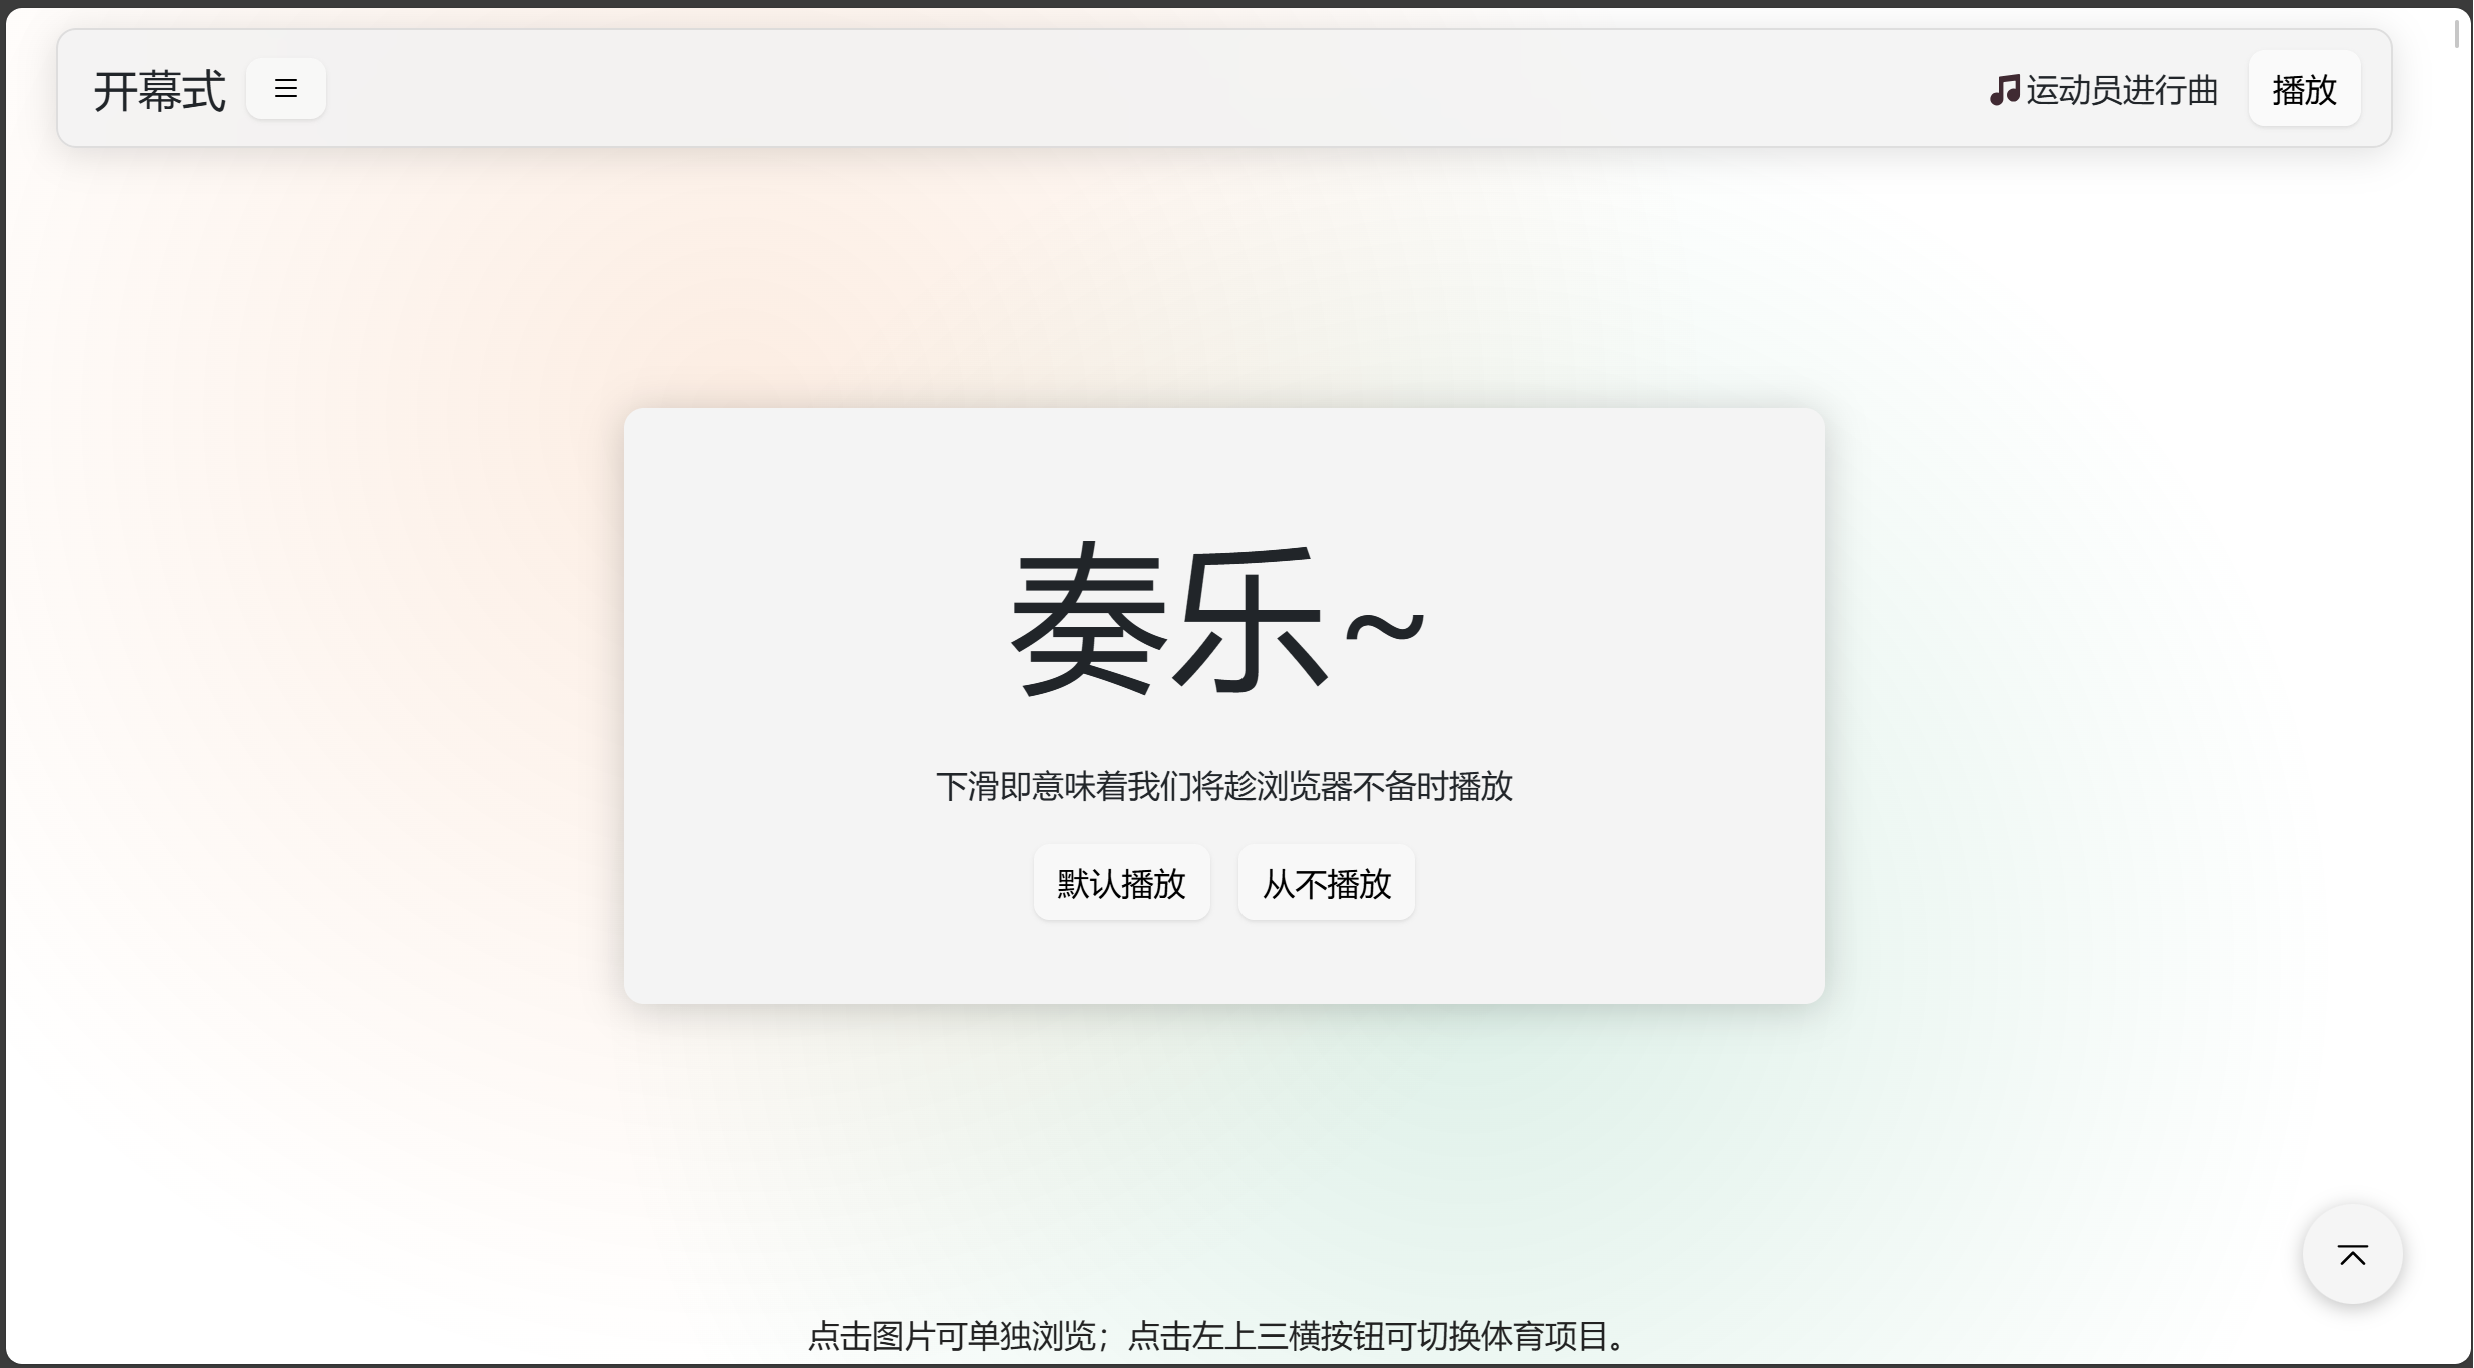 开幕式
🎵运动员进行曲
播放
奏乐~
下滑即意味着我们将趁浏览器不备时播放
默认播放
从不播放
点击图片可单独浏览；点击左上三横按钮可切换体育项目。